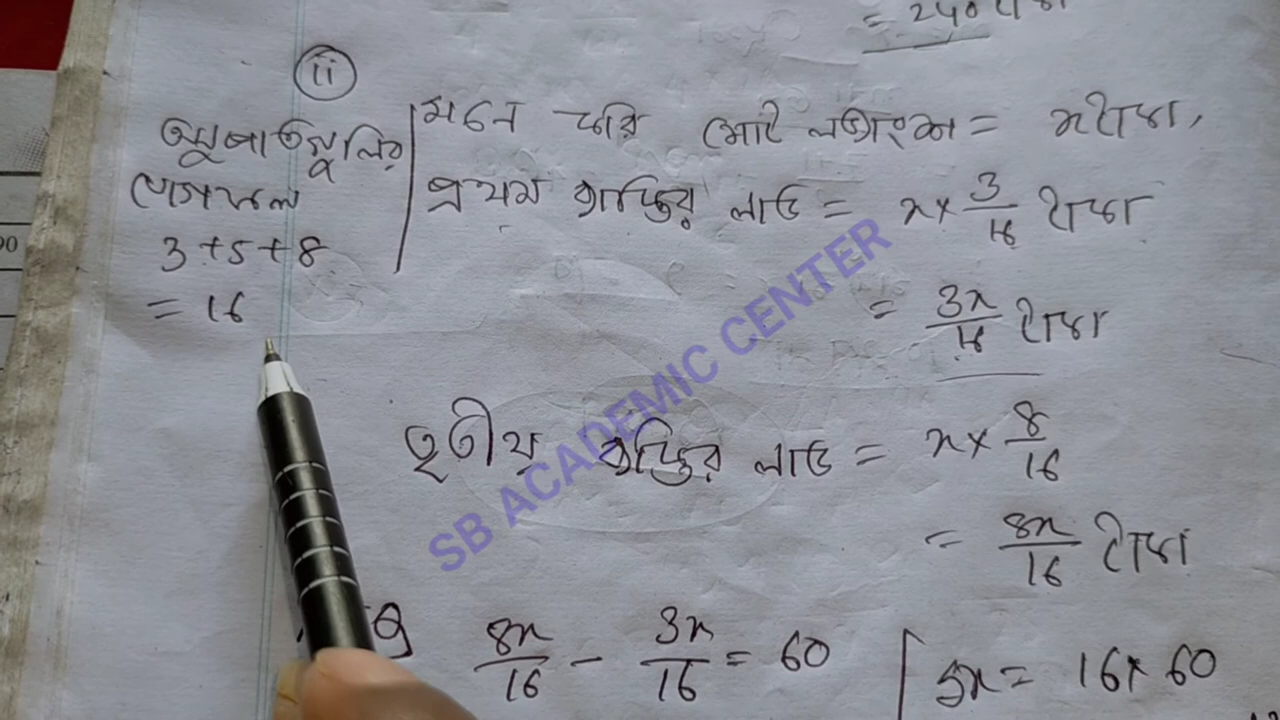 = 240 টাকা
ii
অনুপাতগুলির
যোগফল
3+5+8
= 16
মনে করি মোট লভ্যাংশ = x টাকা,
প্রথম ব্যক্তির লাভ = x × 3/16 টাকা
= 3x/16 টাকা
তৃতীয় ব্যক্তির লাভ = x × 8/16
= 8x/16 টাকা
8x/16 - 3x/16 = 60
5x = 16 × 60
90
SB ACADEMIC CENTER